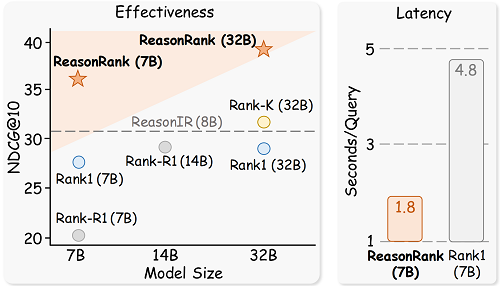 Effectiveness
NDCG@10
40
35
30
25
20
ReasonRank (32B)
ReasonRank
(7B)
Rank-K (32B)
ReasonIR (8B)
Rank-R1 (14B)
Rank1 (7B)
Rank1 (32B)
Rank-R1 (7B)
7B
14B
32B
Model Size
Latency
Seconds/Query
5
3
1
4.8
1.8
ReasonRank
(7B)
Rank1
(7B)